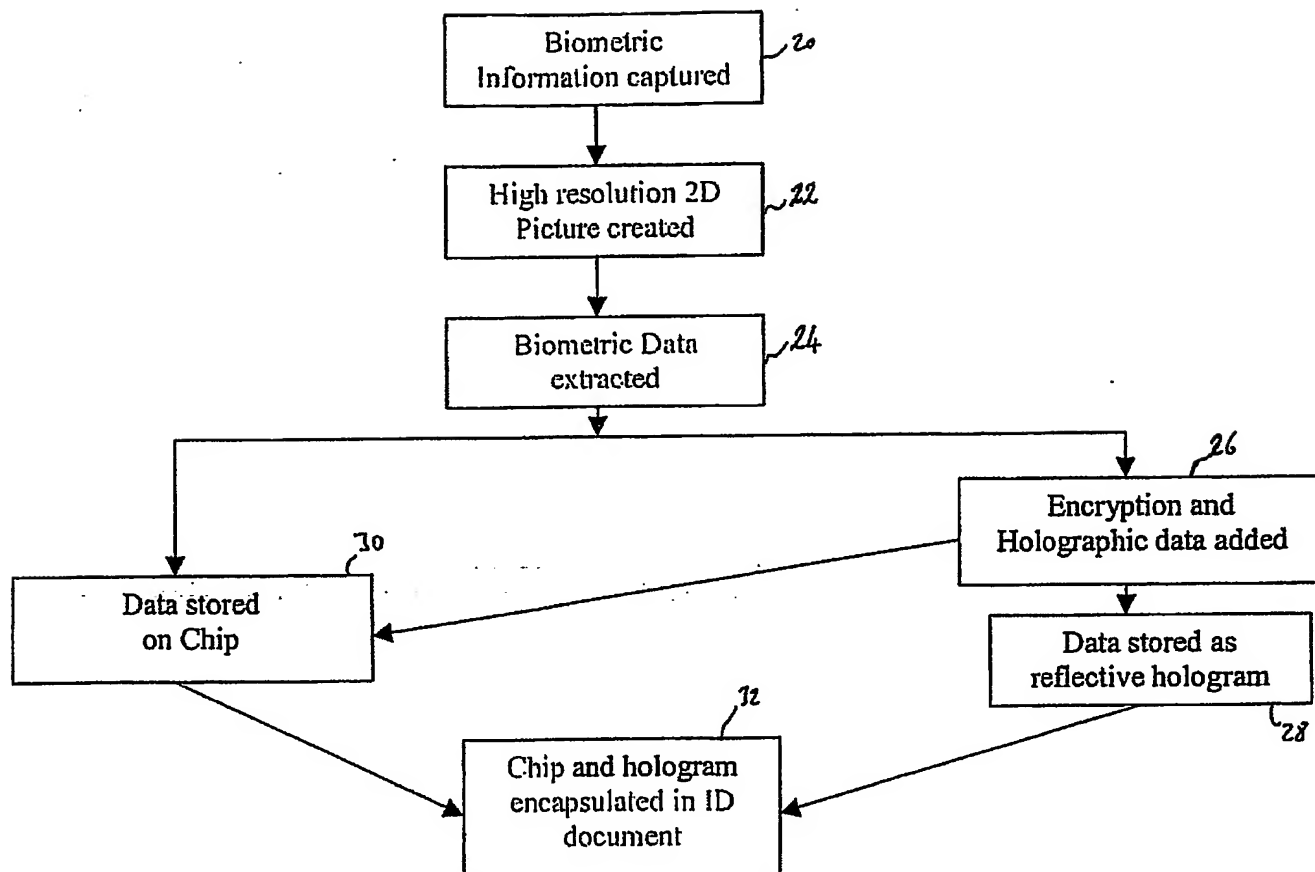 Biometric
Information captured
20
High resolution 2D
Picture created
22
Biometric Data
extracted
24
26
Encryption and
Holographic data added
30
Data stored
on Chip
Data stored as
reflective hologram
28
32
Chip and hologram
encapsulated in ID
document